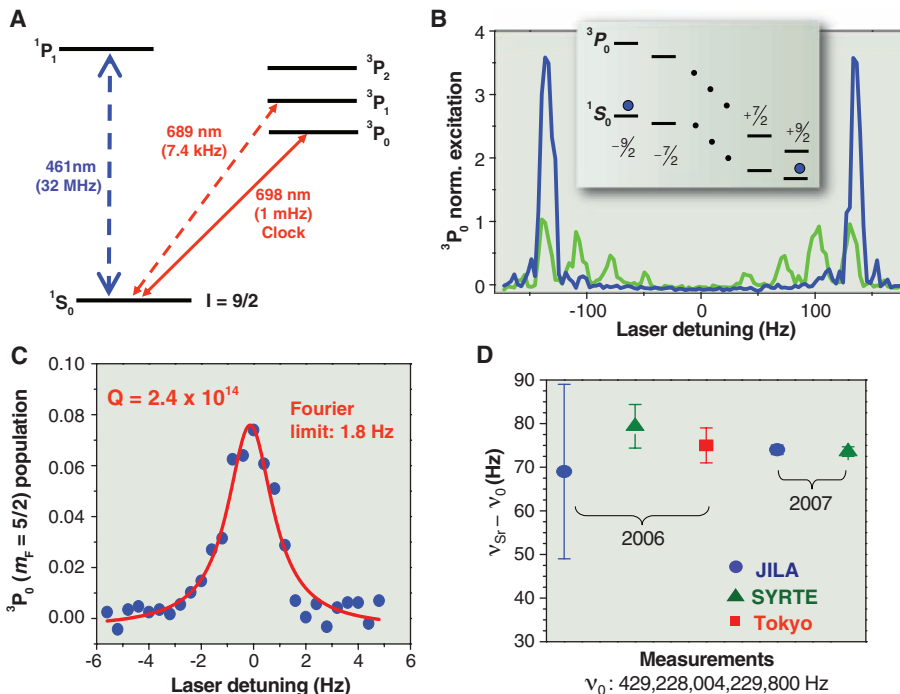 A
¹P₁
³P₂
³P₁
³P₀
689 nm
(7.4 kHz)
461nm
(32 MHz)
698 nm
(1 mHz)
Clock
¹S₀
I = 9/2
B
³P₀ norm. excitation
4
3
2
1
0
³P₀
¹S₀
−9/2
−7/2
+7/2
+9/2
-100
0
100
Laser detuning (Hz)
C
³P₀ (m_F = 5/2) population
0.10
0.08
0.06
0.04
0.02
0.00
Q = 2.4 x 10¹⁴
Fourier
limit: 1.8 Hz
-6
-4
-2
0
2
4
6
Laser detuning (Hz)
D
ν_Sr – ν₀ (Hz)
90
80
70
60
50
40
30
2006
2007
JILA
SYRTE
Tokyo
Measurements
ν₀ : 429,228,004,229,800 Hz